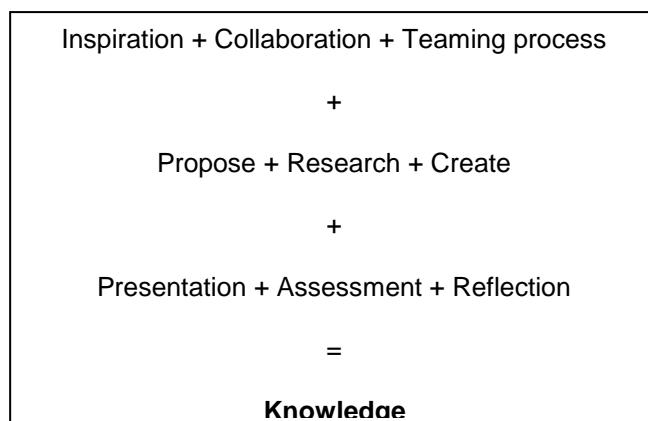 Inspiration + Collaboration + Teaming process
+
Propose + Research + Create
+
Presentation + Assessment + Reflection
=
Knowledge